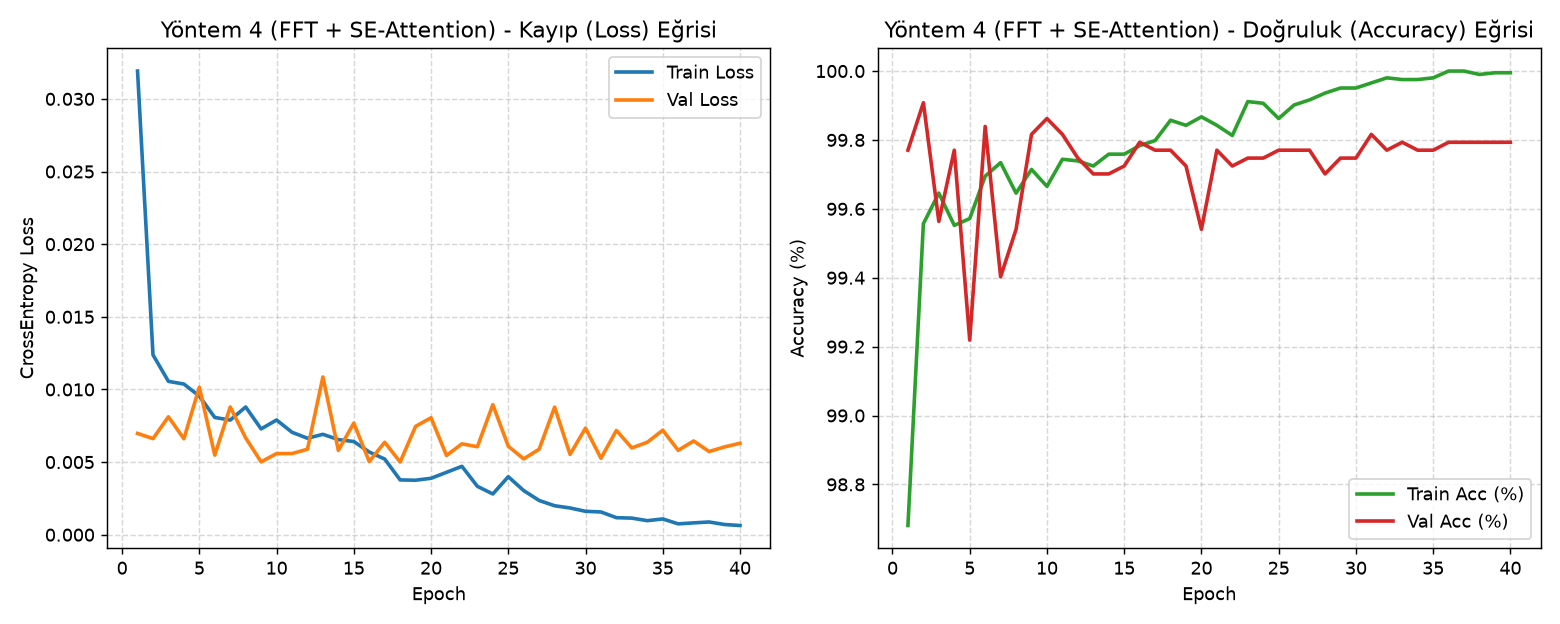 Yöntem 4 (FFT + SE-Attention) - Kayıp (Loss) Eğrisi
Train Loss
Val Loss
CrossEntropy Loss
0.030
0.025
0.020
0.015
0.010
0.005
0.000
0 5 10 15 20 25 30 35 40
Epoch
Yöntem 4 (FFT + SE-Attention) - Doğruluk (Accuracy) Eğrisi
Accuracy (%)
100.0
99.8
99.6
99.4
99.2
99.0
98.8
Train Acc (%)
Val Acc (%)
0 5 10 15 20 25 30 35 40
Epoch